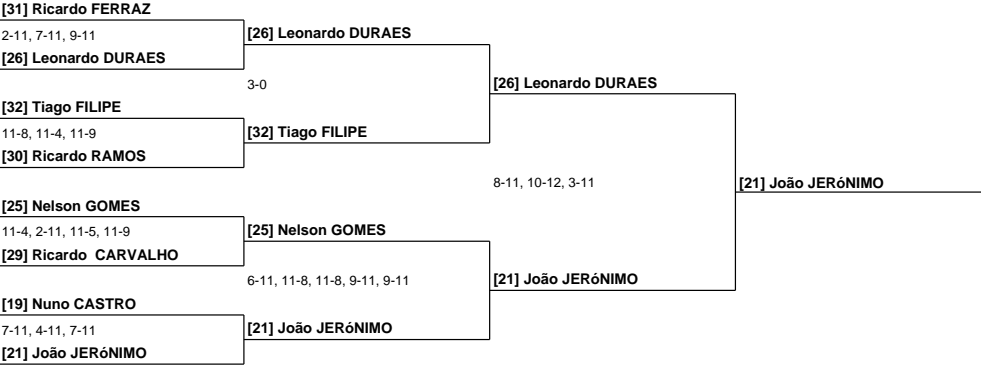 [31] Ricardo FERRAZ
2-11, 7-11, 9-11
[26] Leonardo DURAES
[32] Tiago FILIPE
11-8, 11-4, 11-9
[30] Ricardo RAMOS
[25] Nelson GOMES
11-4, 2-11, 11-5, 11-9
[29] Ricardo  CARVALHO
[19] Nuno CASTRO
7-11, 4-11, 7-11
[21] João JERóNIMO
[26] Leonardo DURAES
3-0
[32] Tiago FILIPE
[25] Nelson GOMES
6-11, 11-8, 11-8, 9-11, 9-11
[21] João JERóNIMO
[26] Leonardo DURAES
8-11, 10-12, 3-11
[21] João JERóNIMO
[21] João JERóNIMO